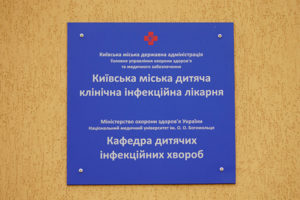 Київська міська державна адміністрація
Головне управління охорони здоров'я
та медичного забезпечення
Київська міська дитяча
клінічна інфекційна лікарня
Міністерство охорони здоров'я України
Національний медичний університет ім. О. О. Богомольця
Кафедра дитячих
інфекційних хвороб